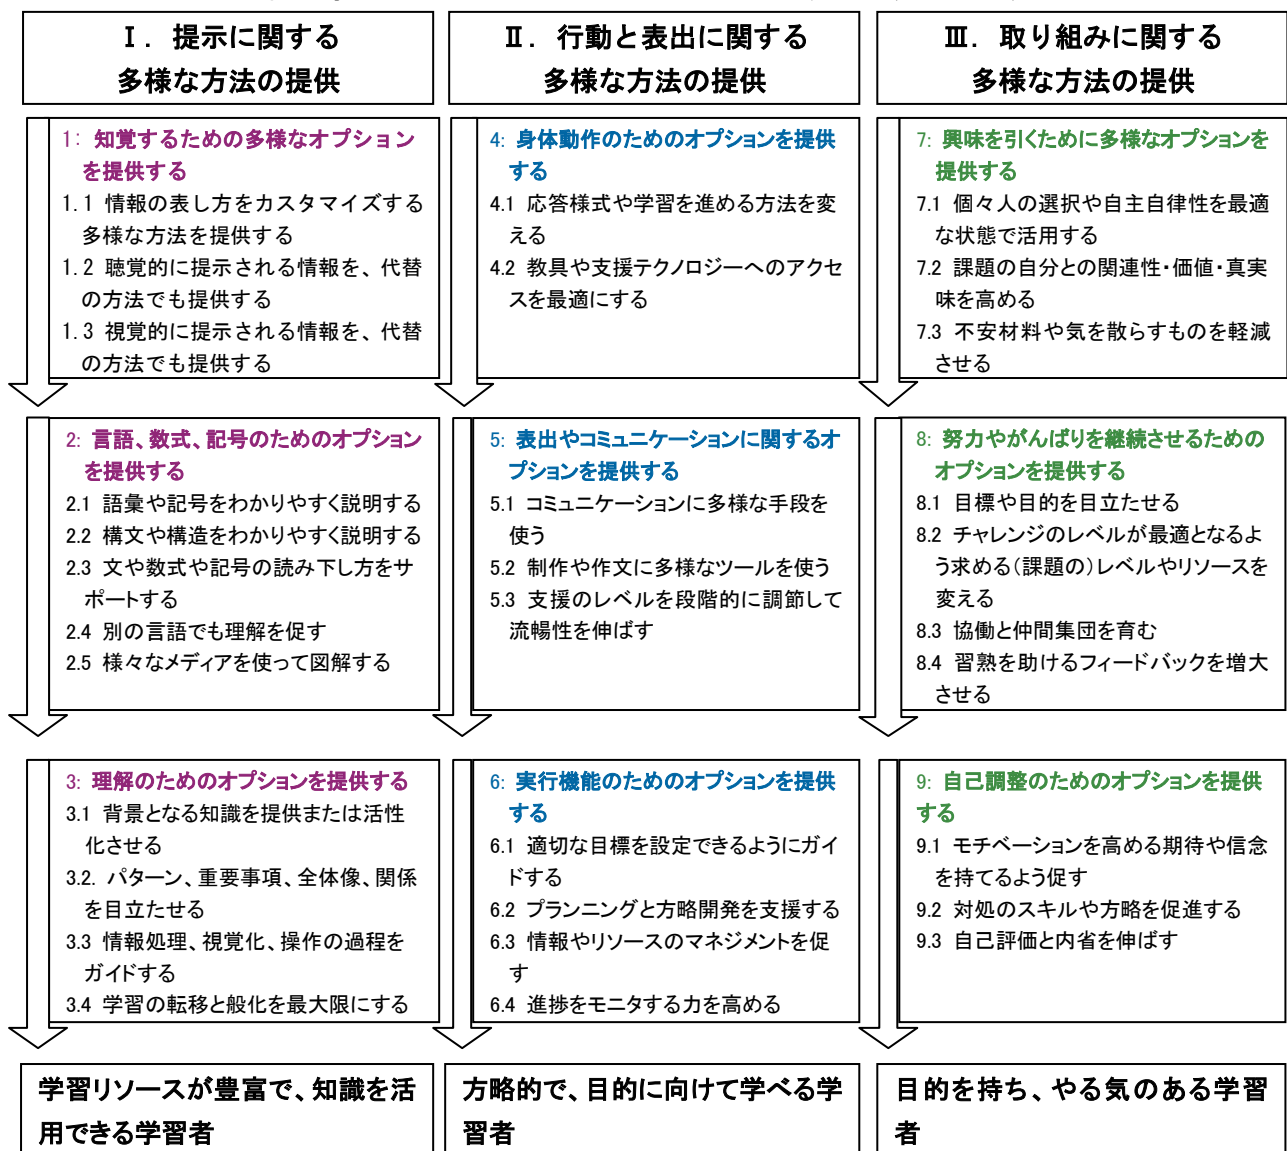 Ⅰ．提示に関する
多様な方法の提供
1: 知覚するための多様なオプション
を提供する
1.1 情報の表し方をカスタマイズする
多様な方法を提供する
1.2 聴覚的に提示される情報を、代替
の方法でも提供する
1.3 視覚的に提示される情報を、代替
の方法でも提供する
2: 言語、数式、記号のためのオプション
を提供する
2.1 語彙や記号をわかりやすく説明する
2.2 構文や構造をわかりやすく説明する
2.3 文や数式や記号の読み下し方をサ
ポートする
2.4 別の言語でも理解を促す
2.5 様々なメディアを使って図解する
3: 理解のためのオプションを提供する
3.1 背景となる知識を提供または活性
化させる
3.2. パターン、重要事項、全体像、関係
を目立たせる
3.3 情報処理、視覚化、操作の過程を
ガイドする
3.4 学習の転移と般化を最大限にする
学習リソースが豊富で、知識を活
用できる学習者
Ⅱ．行動と表出に関する
多様な方法の提供
4: 身体動作のためのオプションを提供
する
4.1 応答様式や学習を進める方法を変
える
4.2 教具や支援テクノロジーへのアクセ
スを最適にする
5: 表出やコミュニケーションに関するオ
プションを提供する
5.1 コミュニケーションに多様な手段を
使う
5.2 制作や作文に多様なツールを使う
5.3 支援のレベルを段階的に調節して
流暢性を伸ばす
6: 実行機能のためのオプションを提供
する
6.1 適切な目標を設定できるようにガイ
ドする
6.2 プランニングと方略開発を支援する
6.3 情報やリソースのマネジメントを促
す
6.4 進捗をモニタする力を高める
方略的で、目的に向けて学べる学
習者
Ⅲ．取り組みに関する
多様な方法の提供
7: 興味を引くために多様なオプションを
提供する
7.1 個々人の選択や自主自律性を最適
な状態で活用する
7.2 課題の自分との関連性・価値・真実
味を高める
7.3 不安材料や気を散らすものを軽減
させる
8: 努力やがんばりを継続させるための
オプションを提供する
8.1 目標や目的を目立たせる
8.2 チャレンジのレベルが最適となるよ
う求める（課題の）レベルやリソースを
変える
8.3 協働と仲間集団を育む
8.4 習熟を助けるフィードバックを増大
させる
9: 自己調整のためのオプションを提供
する
9.1 モチベーションを高める期待や信念
を持てるよう促す
9.2 対処のスキルや方略を促進する
9.3 自己評価と内省を伸ばす
目的を持ち、やる気のある学習
者